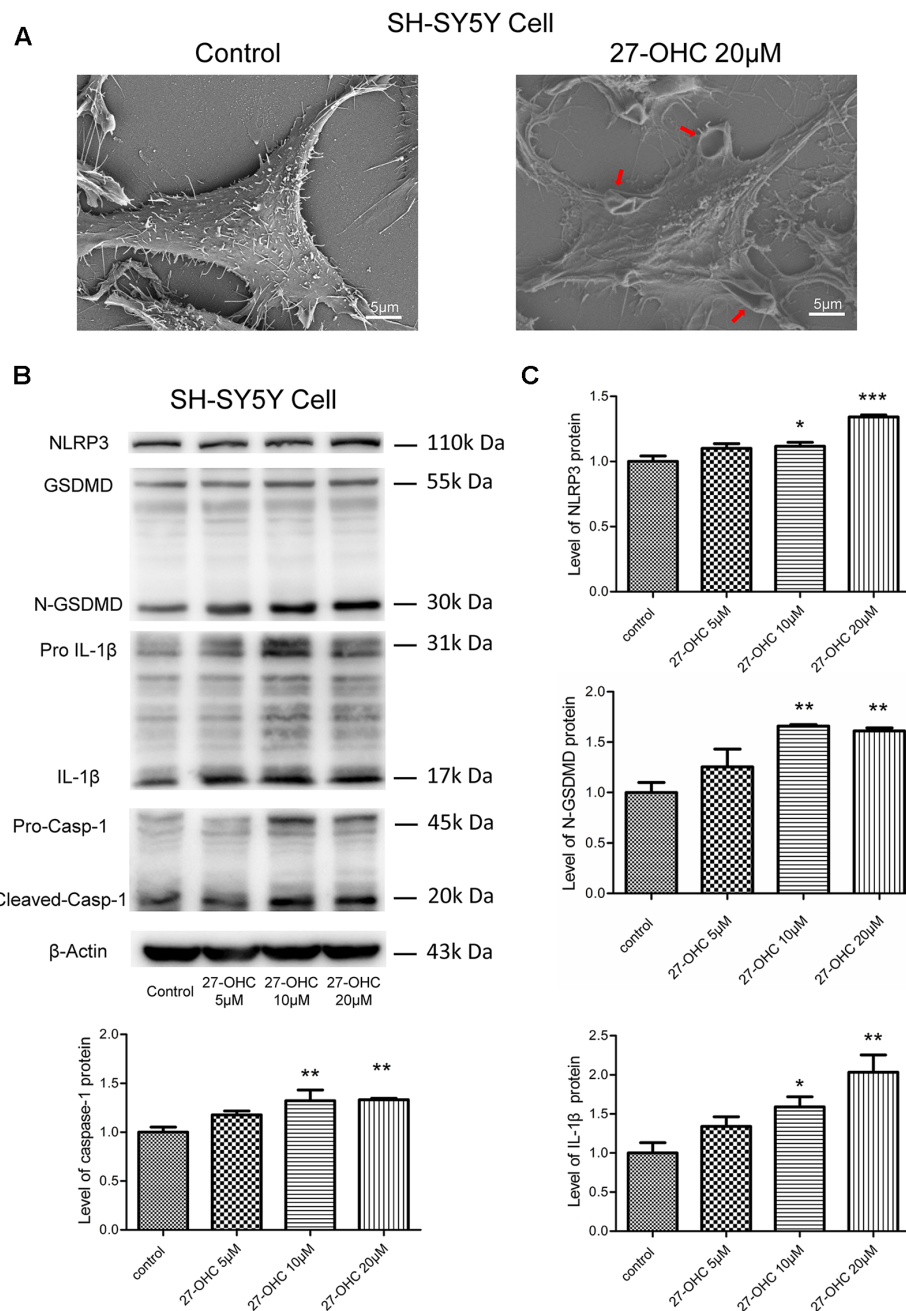 SH-SY5Y Cell
A
Control
27-OHC 20μM
5μm
5μm
B
SH-SY5Y Cell
NLRP3
110k Da
GSDMD
55k Da
N-GSDMD
30k Da
Pro IL-1β
31k Da
IL-1β
17k Da
Pro-Casp-1
45k Da
Cleaved-Casp-1
20k Da
β-Actin
43k Da
Control
27-OHC
5μM
27-OHC
10μM
27-OHC
20μM
Level of caspase-1 protein
2.0
1.5
1.0
0.5
0.0
**
**
control
27-OHC 5μM
27-OHC 10μM
27-OHC 20μM
C
Level of NLRP3 protein
1.5
1.0
0.5
0.0
*
***
control
27-OHC 5μM
27-OHC 10μM
27-OHC 20μM
Level of N-GSDMD protein
2.0
1.5
1.0
0.5
0.0
**
**
control
27-OHC 5μM
27-OHC 10μM
27-OHC 20μM
Level of IL-1β protein
2.5
2.0
1.5
1.0
0.5
0.0
*
**
control
27-OHC 5μM
27-OHC 10μM
27-OHC 20μM